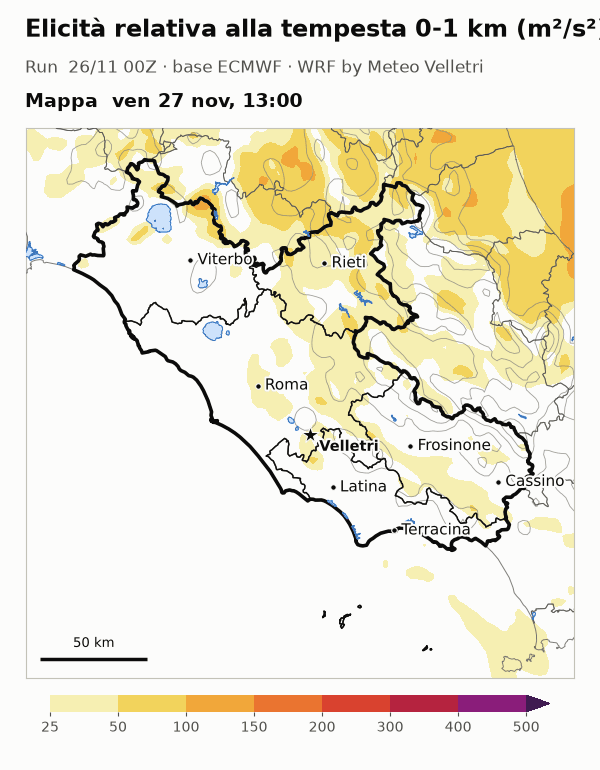 Elicità relativa alla tempesta 0-1 km (m²/s²)
Run  26/11 00Z · base ECMWF · WRF by Meteo Velletri
Mappa  ven 27 nov, 13:00
Viterbo
Rieti
Roma
Velletri
Frosinone
Latina
Cassino
Terracina
50 km
25 50 100 150 200 300 400 500